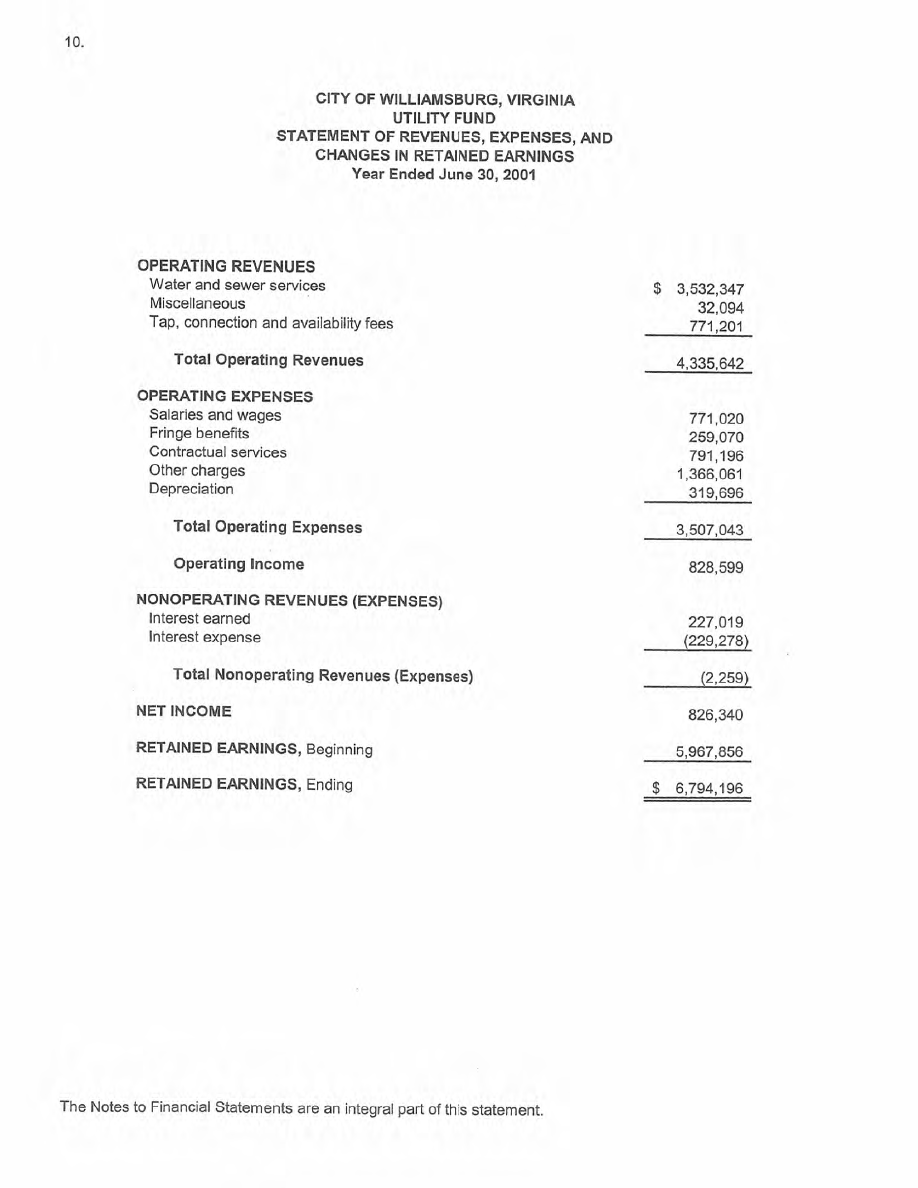 10.
CITY OF WILLIAMSBURG, VIRGINIA
UTILITY FUND
STATEMENT OF REVENUES, EXPENSES, AND
CHANGES IN RETAINED EARNINGS
Year Ended June 30, 2001
OPERATING REVENUES
Water and sewer services $ 3,532,347
Miscellaneous 32,094
Tap, connection and availability fees 771,201
Total Operating Revenues 4,335,642
OPERATING EXPENSES
Salaries and wages 771,020
Fringe benefits 259,070
Contractual services 791,196
Other charges 1,366,061
Depreciation 319,696
Total Operating Expenses 3,507,043
Operating Income 828,599
NONOPERATING REVENUES (EXPENSES)
Interest earned 227,019
Interest expense (229,278)
Total Nonoperating Revenues (Expenses) (2,259)
NET INCOME 826,340
RETAINED EARNINGS, Beginning 5,967,856
RETAINED EARNINGS, Ending $ 6,794,196
The Notes to Financial Statements are an integral part of this statement.